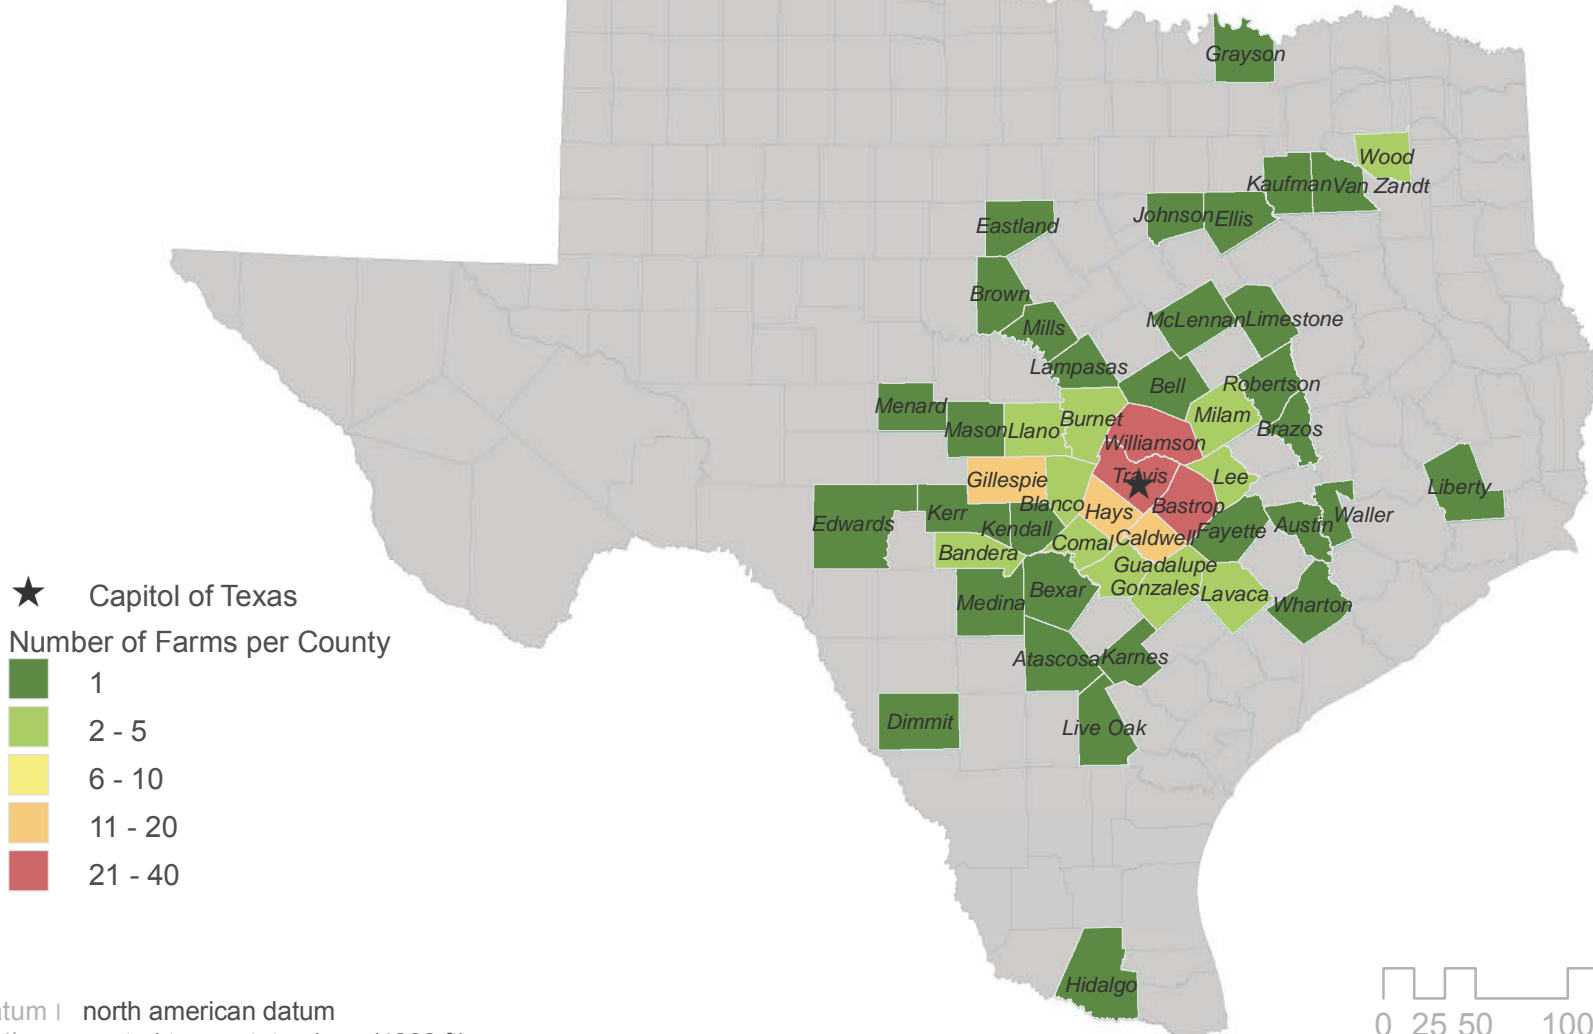 Grayson
Wood
Kaufman
Van Zandt
Johnson
Ellis
Eastland
Brown
Mills
McLennan
Limestone
Lampasas
Bell
Robertson
Menard
Mason
Llano
Burnet
Milam
Brazos
Williamson
Gillespie
Travis
Lee
Liberty
Blanco
Hays
Bastrop
Edwards
Kerr
Kendall
Comal
Caldwell
Fayette
Austin
Waller
Bandera
Guadalupe
Gonzales
Lavaca
Wharton
Medina
Bexar
Atascosa
Karnes
Dimmit
Live Oak
Hidalgo
Capitol of Texas
Number of Farms per County
1
2 - 5
6 - 10
11 - 20
21 - 40
north american datum
0 25 50 100